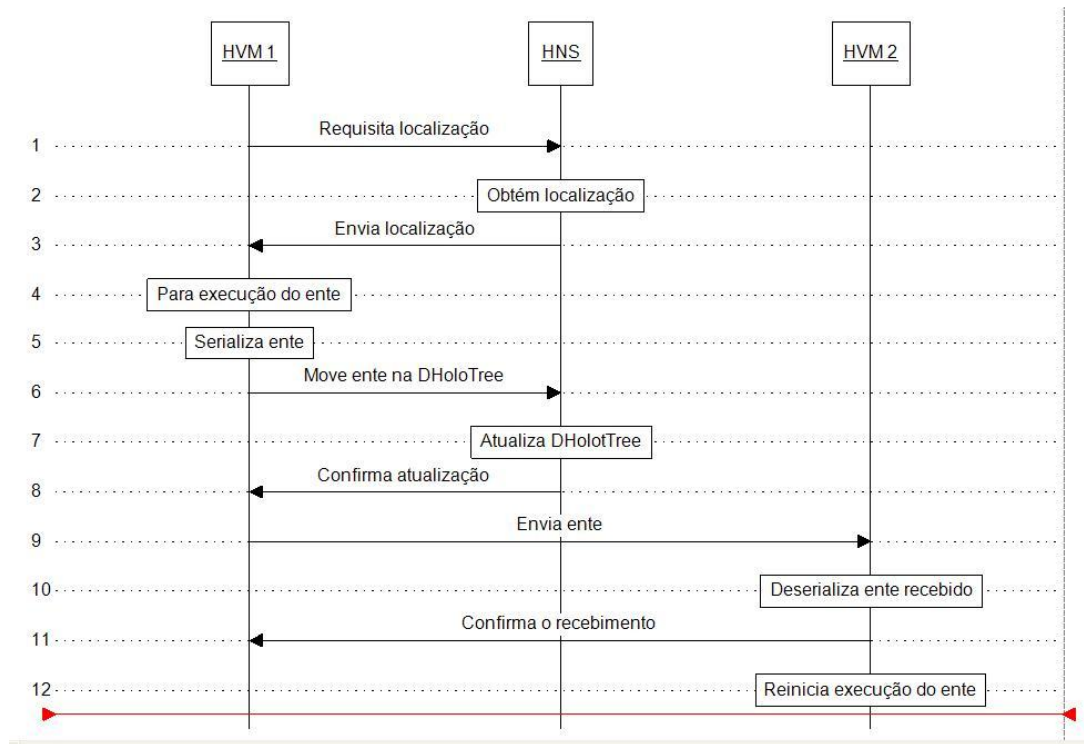 HVM 1
HNS
HVM 2
Requisita localização
1
2
Obtém localização
Envia localização
3
4
Para execução do ente
5
Serializa ente
Move ente na DHoloTree
6
7
Atualiza DHolotTree
Confirma atualização
8
Envia ente
9
10
Deserializa ente recebido
Confirma o recebimento
11
12
Reinicia execução do ente